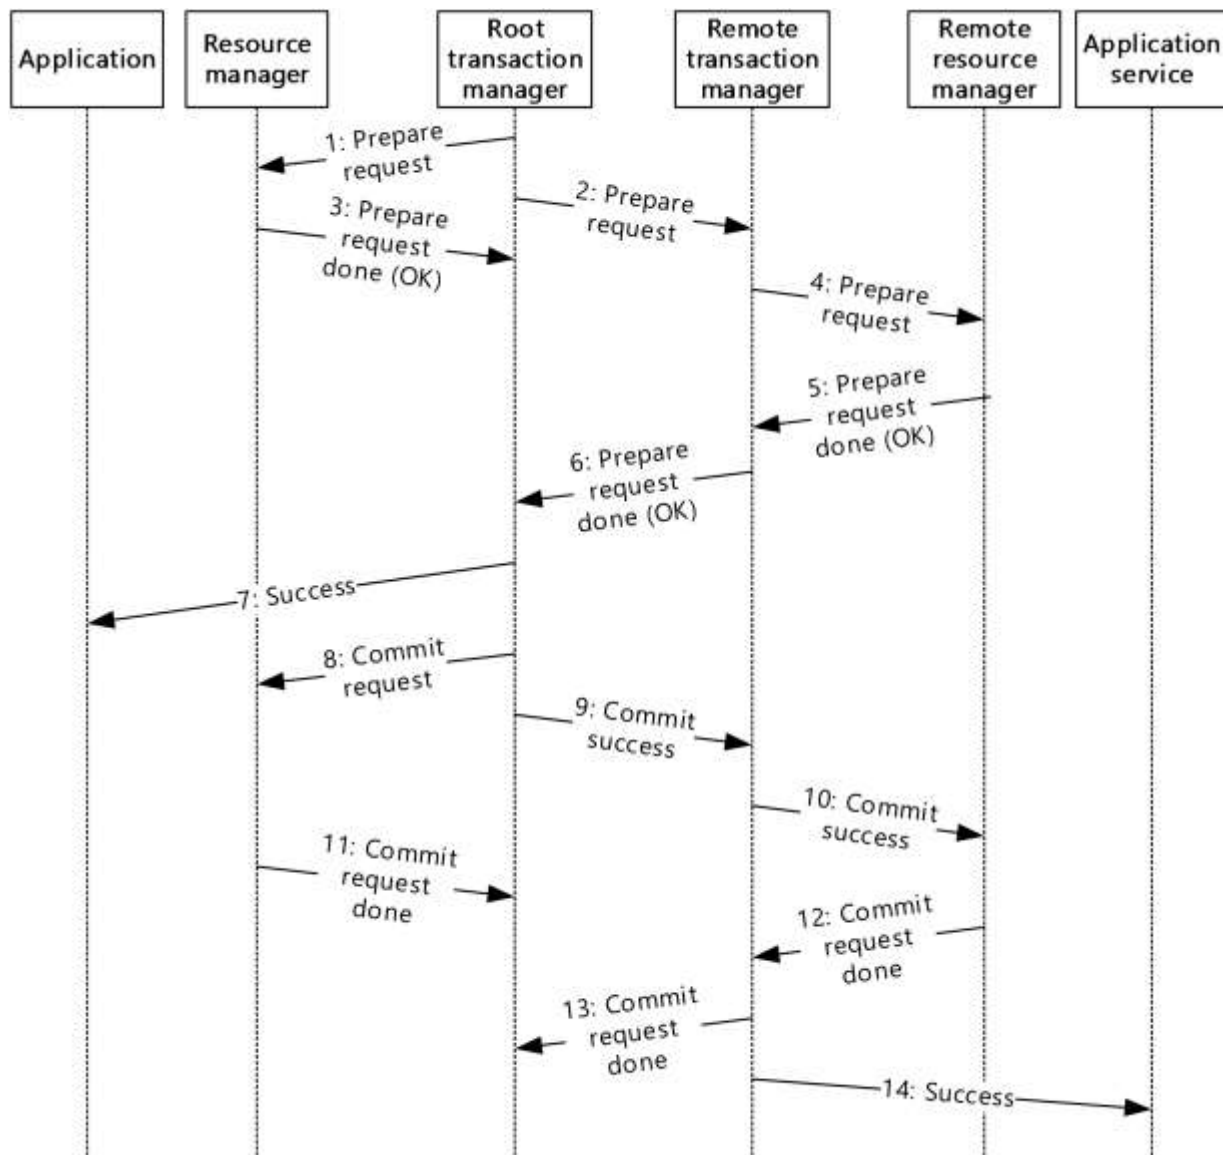 Application
Resource
manager
Root
transaction
manager
Remote
transaction
manager
Remote
resource
manager
Application
service
1: Prepare
request
2: Prepare
request
3: Prepare
request
done (OK)
4: Prepare
request
5: Prepare
request
done (OK)
6: Prepare
request
done (OK)
7: Success
8: Commit
request
9: Commit
success
10: Commit
success
11: Commit
request
done
12: Commit
request
done
13: Commit
request
done
14: Success